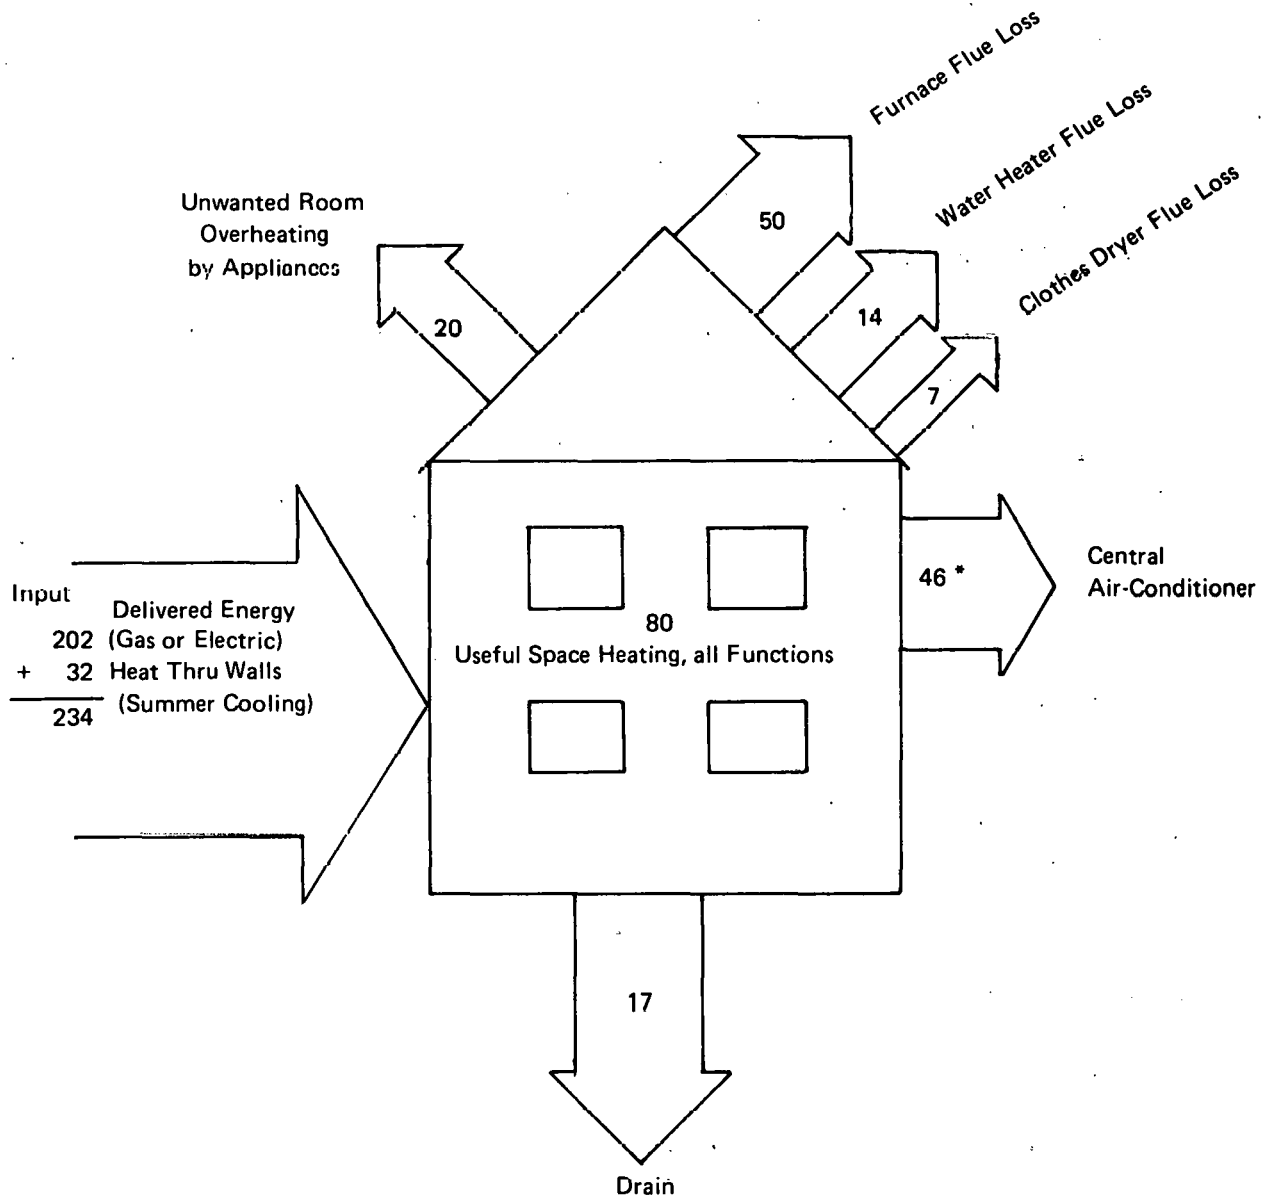 Furnace Flue Loss
Water Heater Flue Loss
Clothes Dryer Flue Loss
Unwanted Room
Overheating
by Appliances
50
20
14
7
Central
Air-Conditioner
46 *
Input
Delivered Energy
202 (Gas or Electric)
+ 32 Heat Thru Walls
234 (Summer Cooling)
80
Useful Space Heating, all Functions
17
Drain